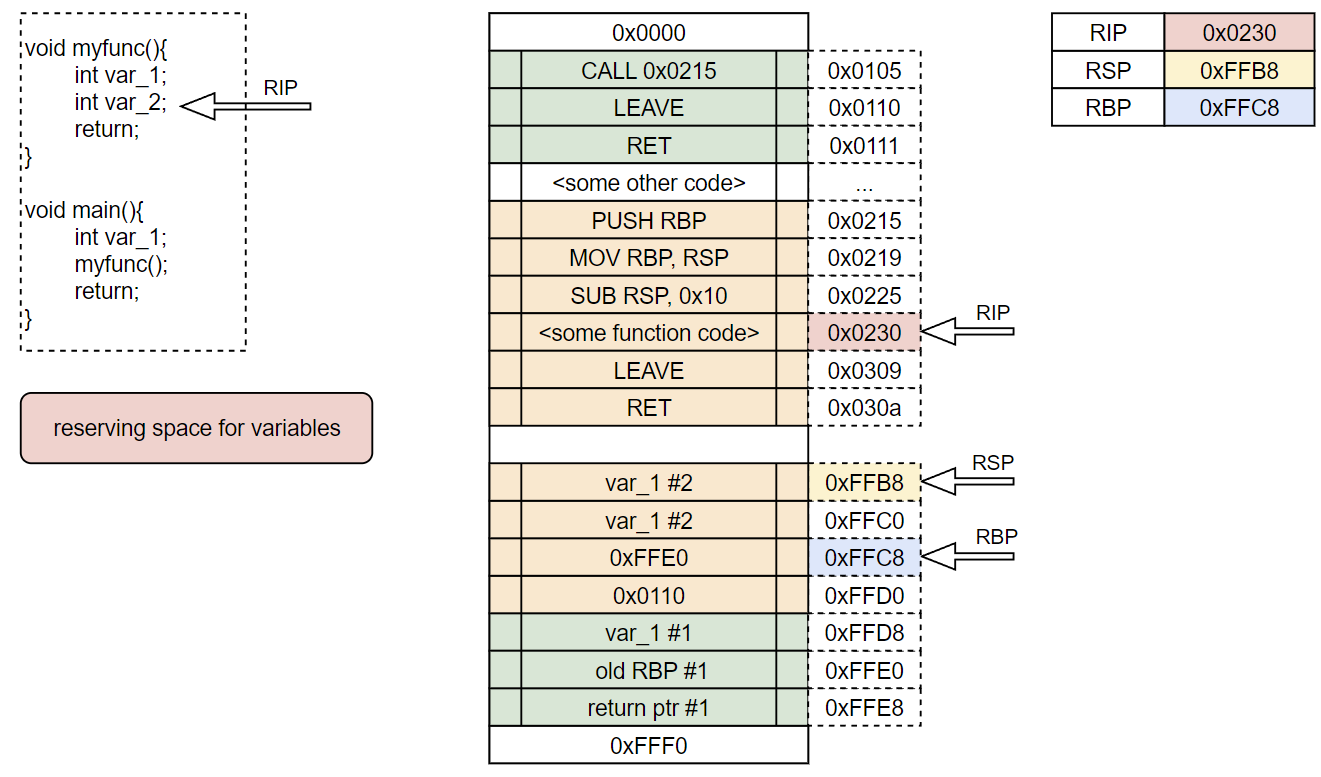 void myfunc(){
int var_1;
int var_2;
return;
}
void main(){
int var_1;
myfunc();
return;
}
RIP
reserving space for variables
0x0000
CALL 0x0215 0x0105
LEAVE 0x0110
RET 0x0111
<some other code> ...
PUSH RBP 0x0215
MOV RBP, RSP 0x0219
SUB RSP, 0x10 0x0225
<some function code> 0x0230 RIP
LEAVE 0x0309
RET 0x030a
var_1 #2 0xFFB8 RSP
var_1 #2 0xFFC0
0xFFE0 0xFFC8 RBP
0x0110 0xFFD0
var_1 #1 0xFFD8
old RBP #1 0xFFE0
return ptr #1 0xFFE8
0xFFF0
RIP 0x0230
RSP 0xFFB8
RBP 0xFFC8